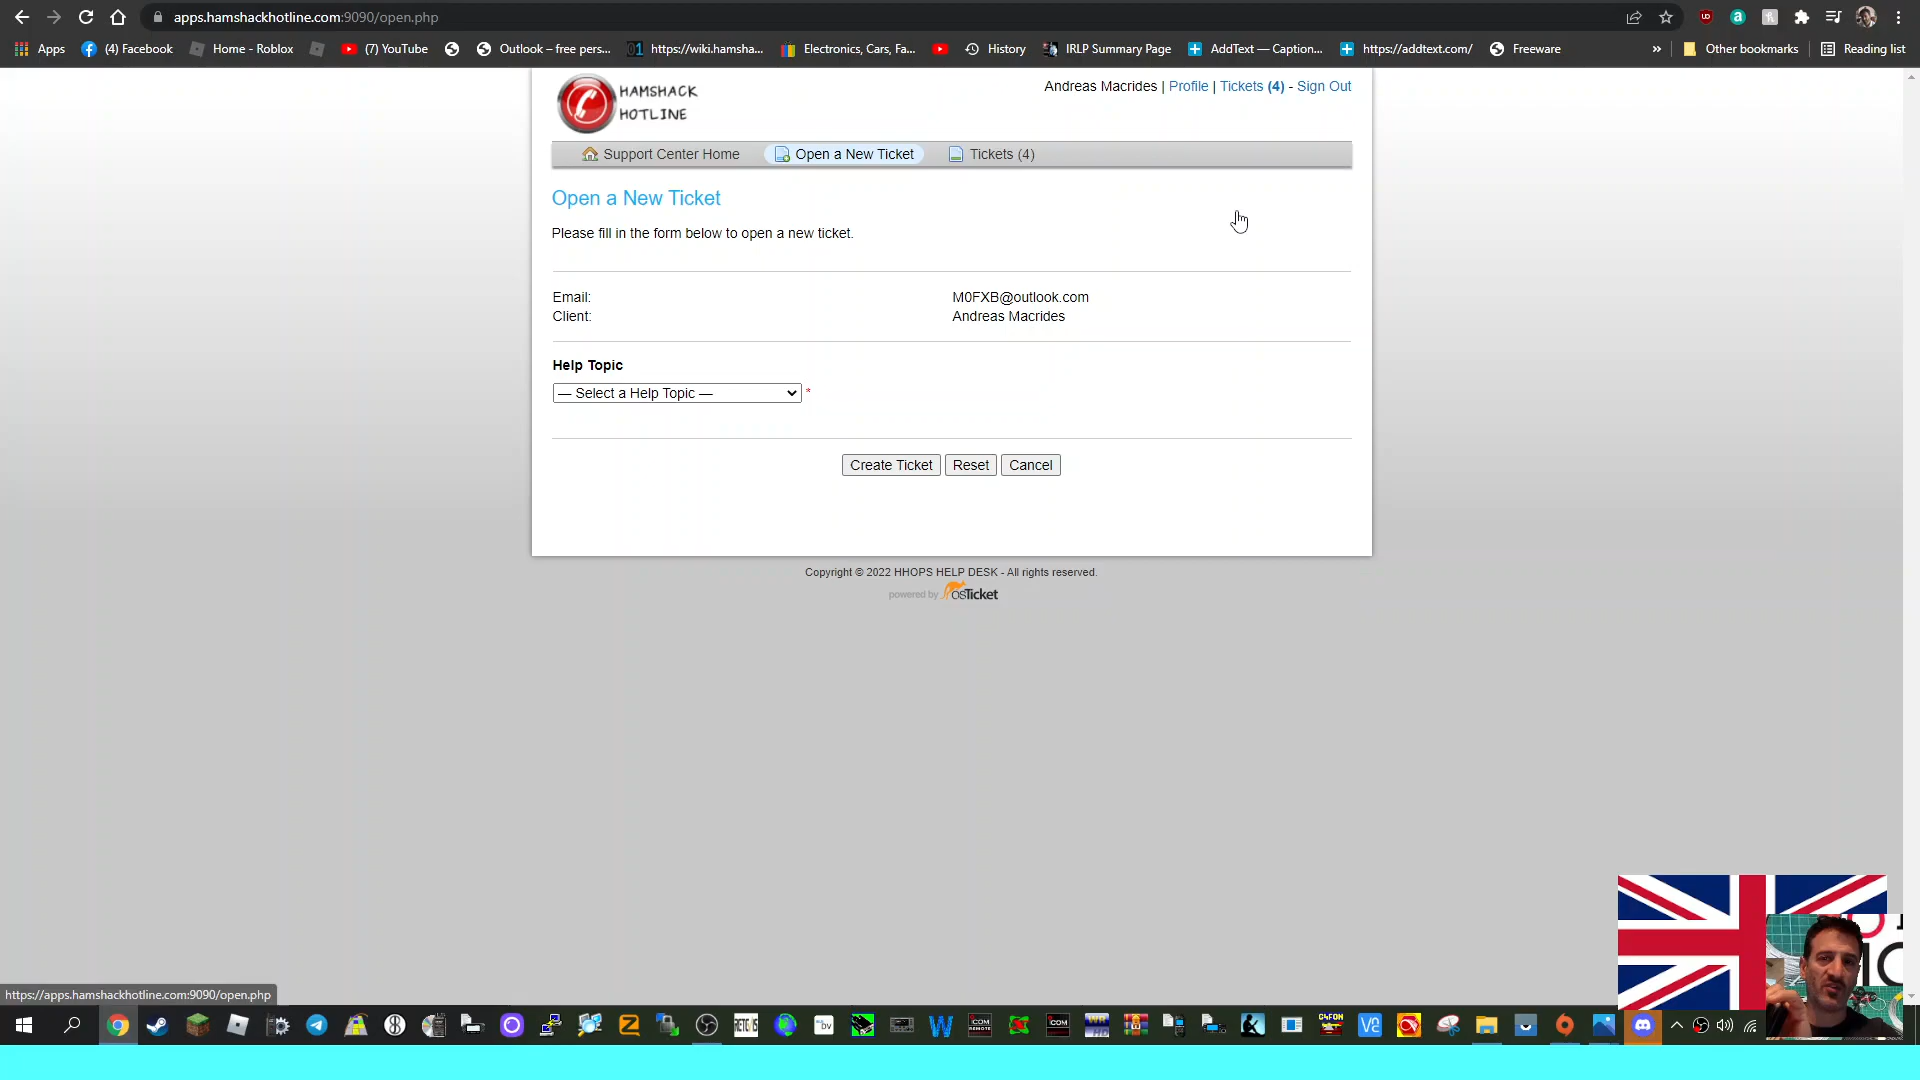 apps.hamshackhotline.com:9090/open.php
Apps
(4) Facebook
Home - Roblox
(7) YouTube
Outlook – free pers...
https://wiki.hamsha...
Electronics, Cars, Fa...
History
IRLP Summary Page
AddText — Caption...
https://addtext.com/
Freeware
»
Other bookmarks
Reading list
HAMSHACK
HOTLINE
Andreas Macrides | Profile | Tickets (4) - Sign Out
Support Center Home
Open a New Ticket
Tickets (4)
Open a New Ticket
Please fill in the form below to open a new ticket.
Email: M0FXB@outlook.com
Client: Andreas Macrides
Help Topic
— Select a Help Topic — *
Create Ticket
Reset
Cancel
Copyright © 2022 HHOPS HELP DESK - All rights reserved.
powered by osTicket
https://apps.hamshackhotline.com:9090/open.php